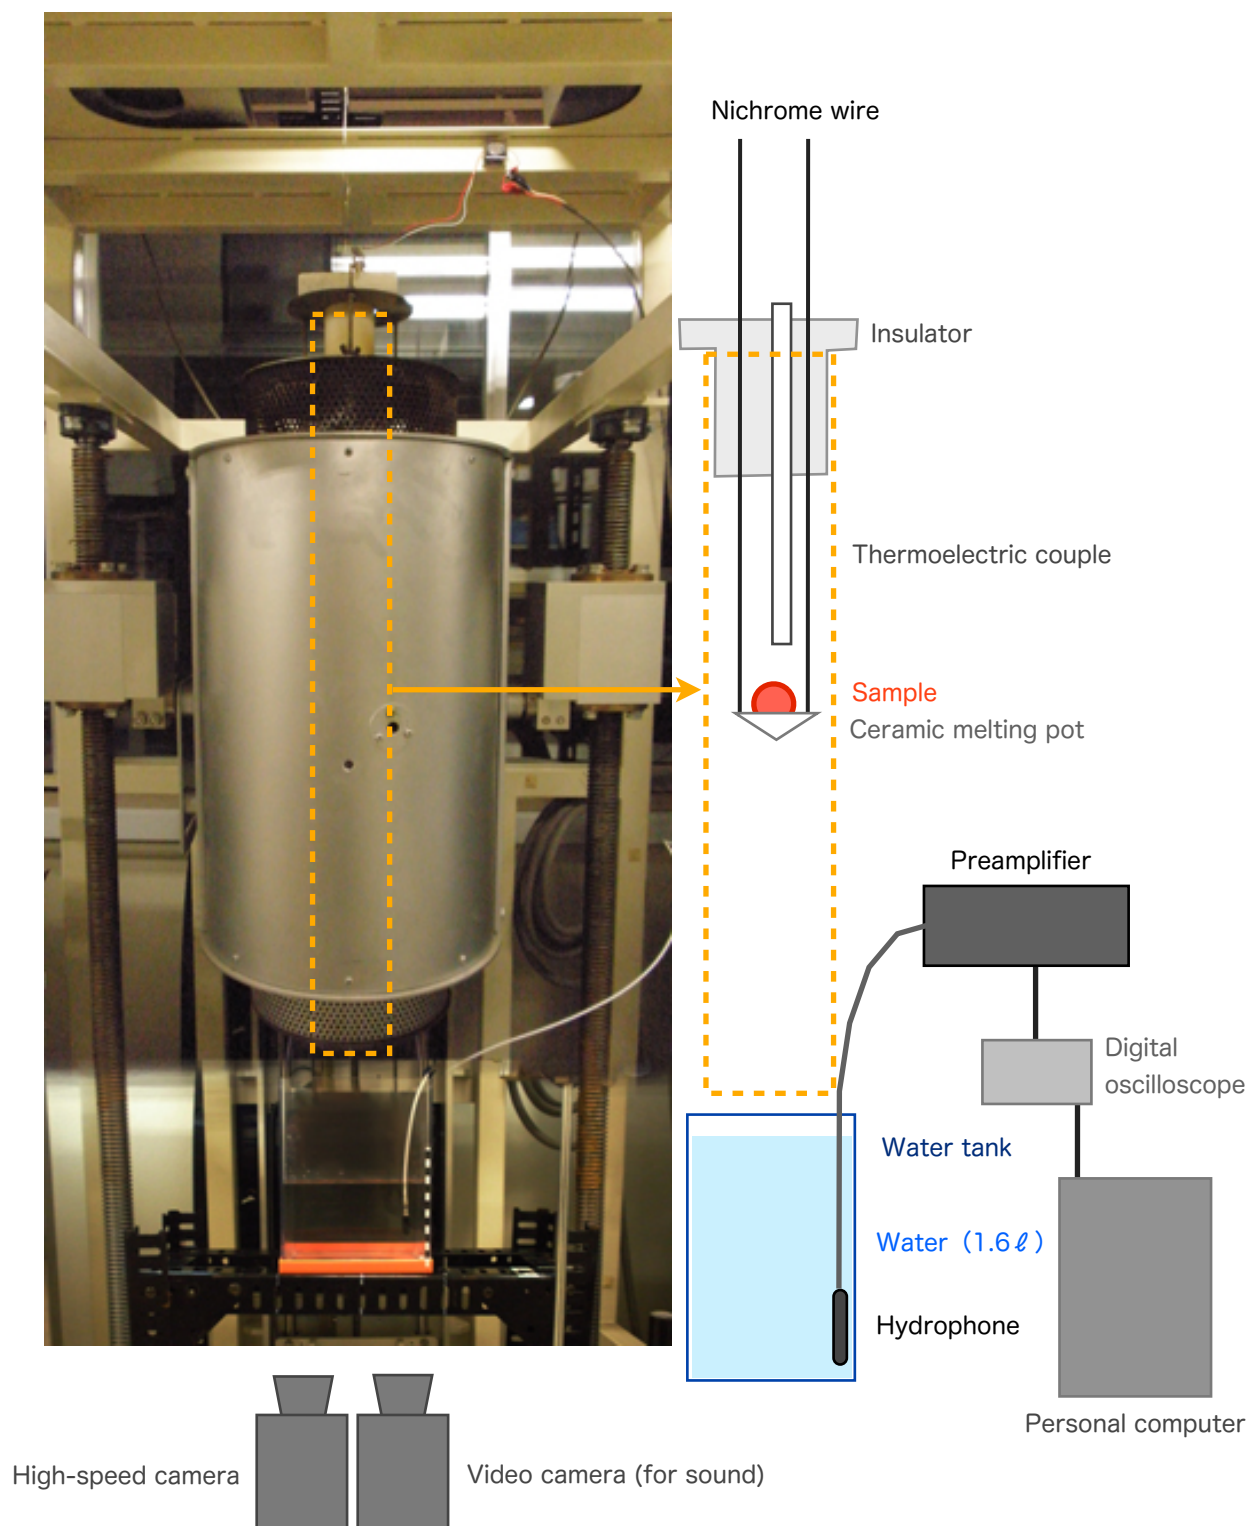 Nichrome wire
Insulator
Thermoelectric couple
Sample
Ceramic melting pot
Preamplifier
Digital
oscilloscope
Water tank
Water (1.6ℓ)
Hydrophone
Personal computer
High-speed camera
Video camera (for sound)